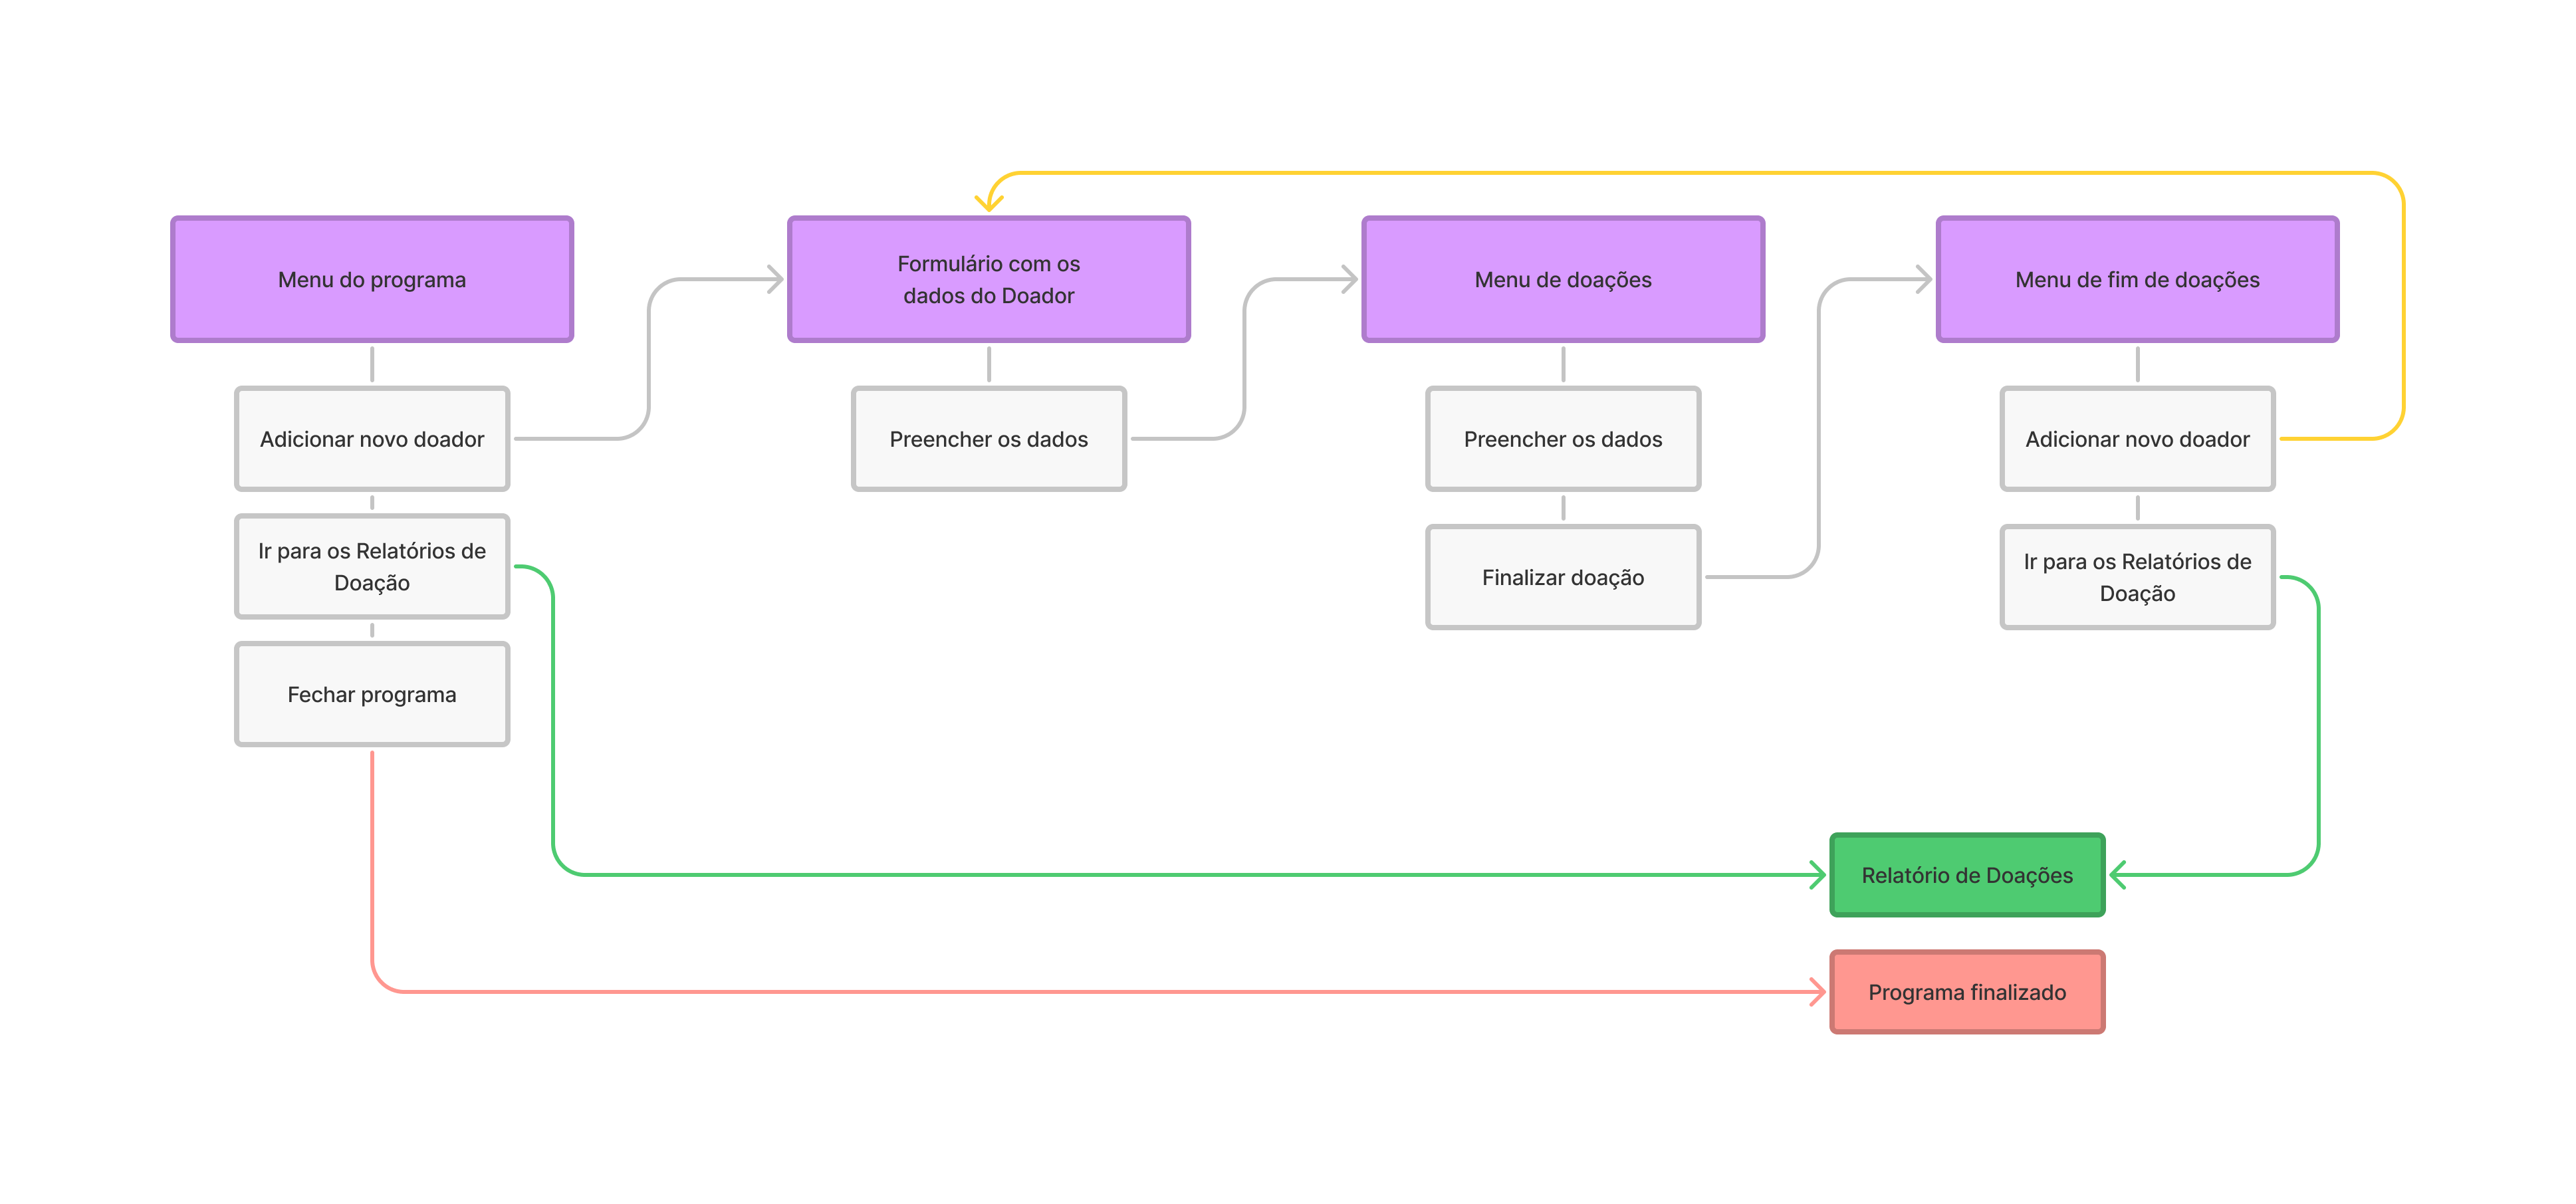 Menu do programa
Adicionar novo doador
Ir para os Relatórios de
Doação
Fechar programa
Formulário com os
dados do Doador
Preencher os dados
Menu de doações
Preencher os dados
Finalizar doação
Menu de fim de doações
Adicionar novo doador
Ir para os Relatórios de
Doação
Relatório de Doações
Programa finalizado